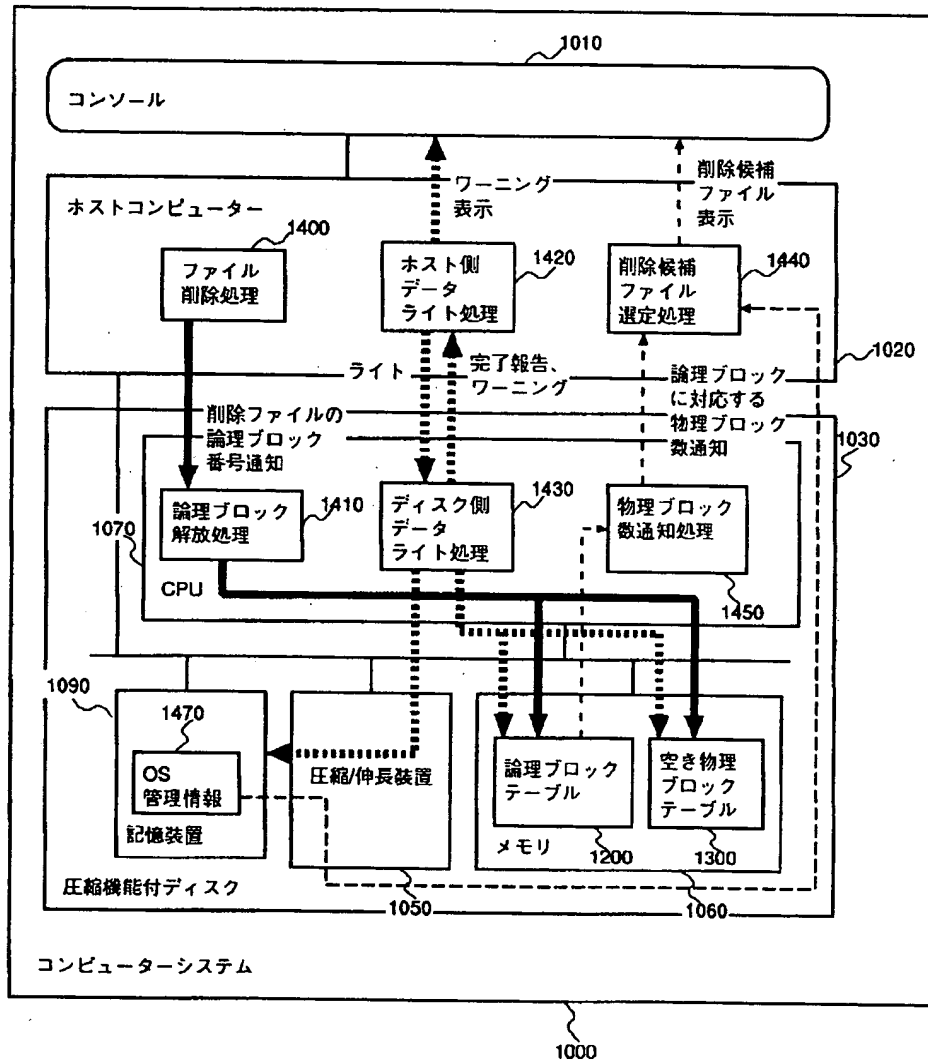 1010
コンソール
ワーニング
表示
削除候補
ファイル
表示
ホストコンピューター
1400
ファイル
削除処理
ホスト側
データ
ライト処理
1420
削除候補
ファイル
選定処理
1440
1020
ライト
完了報告、
ワーニング
論理ブロック
に対応する
物理ブロック
数通知
1030
削除ファイルの
論理ブロック
番号通知
1070
論理ブロック
解放処理
1410
ディスク側
データ
ライト処理
1430
物理ブロック
数通知処理
1450
CPU
1090
1470
OS
管理情報
記憶装置
圧縮/伸長装置
論理ブロック
テーブル
空き物理
ブロック
テーブル
メモリ
1200
1300
圧縮機能付ディスク
1050
1060
コンピューターシステム
1000